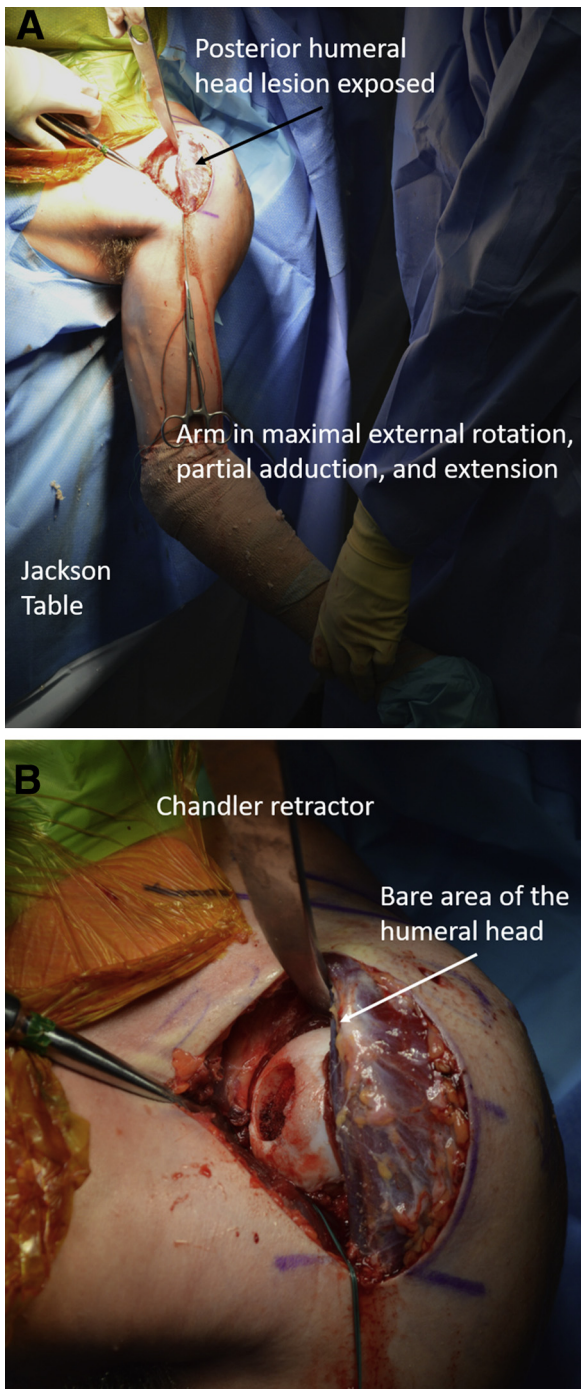 A
Posterior humeral
head lesion exposed
Arm in maximal external rotation,
partial adduction, and extension
Jackson
Table
B
Chandler retractor
Bare area of the
humeral head